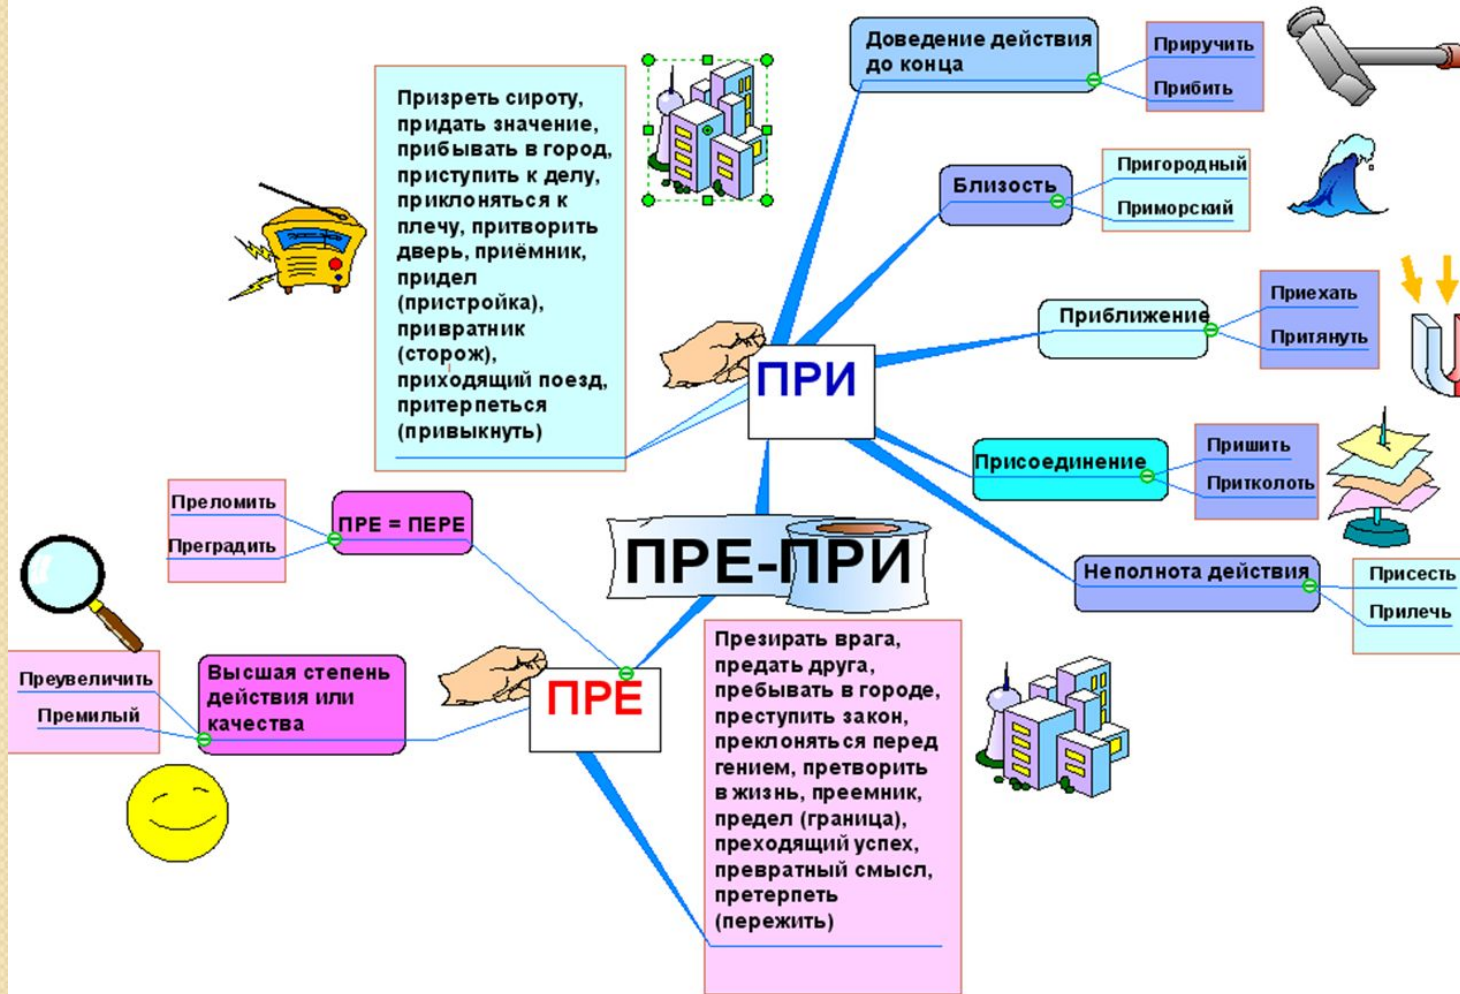 Доведение действия
до конца
Приручить
Прибить
Призреть сироту,
придать значение,
прибывать в город,
приступить к делу,
приклоняться к
плечу, притворить
дверь, приёмник,
придел
(пристройка),
привратник
(сторож),
приходящий поезд,
притерпеться
(привыкнуть)
Близость
Пригородный
Приморский
Приближение
Приехать
Притянуть
ПРИ
Присоединение
Пришить
Притколоть
Неполнота действия
Присесть
Прилечь
ПРЕ-ПРИ
ПРЕ = ПЕРЕ
Преломить
Преградить
Высшая степень
действия или
качества
Преувеличить
Премилый
ПРЕ
Презирать врага,
предать друга,
пребывать в городе,
преступить закон,
преклоняться перед
гением, претворить
в жизнь, преемник,
предел (граница),
преходящий успех,
превратный смысл,
претерпеть
(пережить)